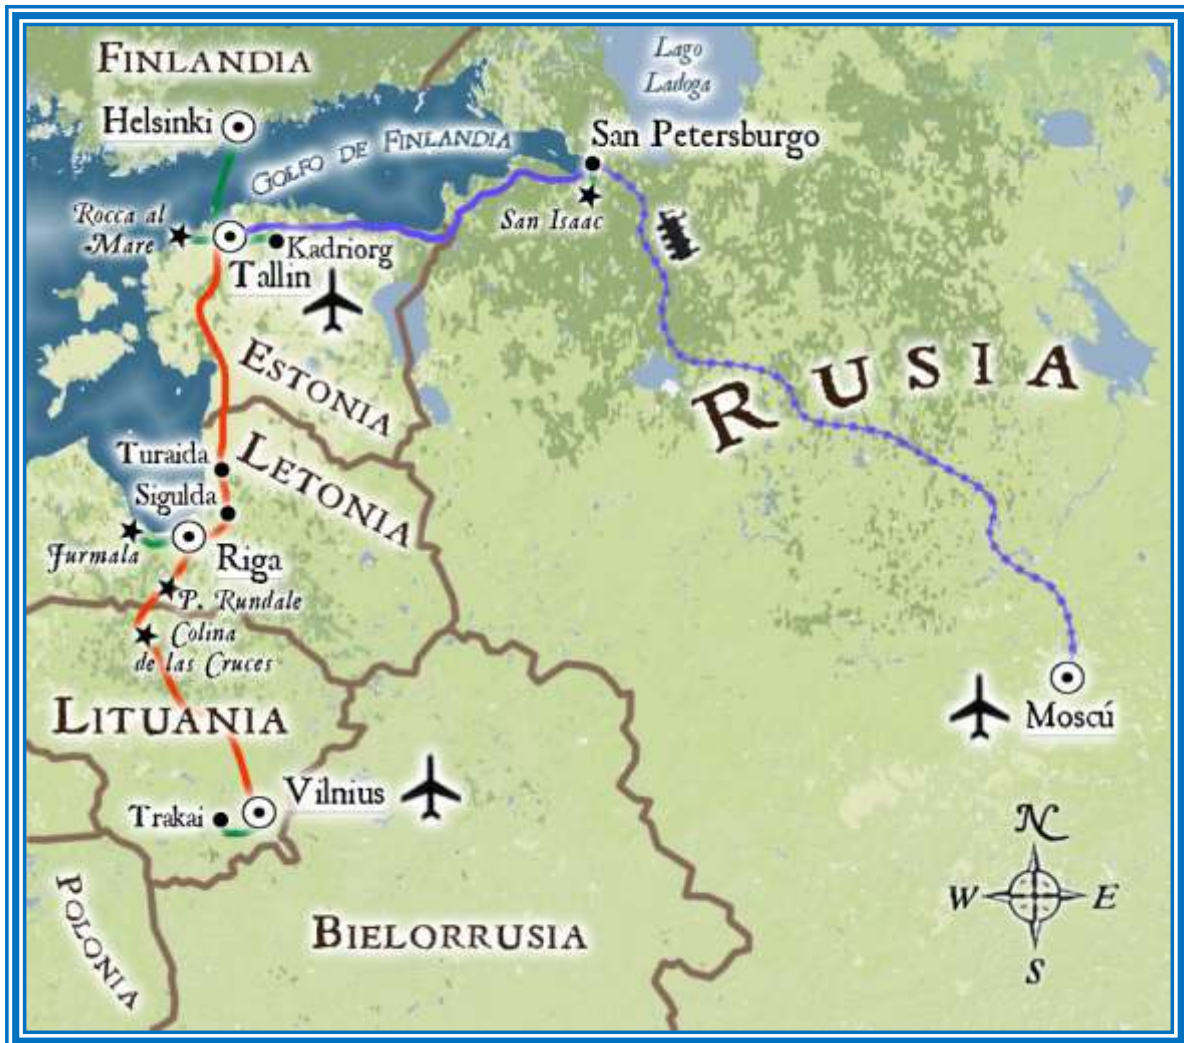 FINLANDIA
Lago
Ladoga
Helsinki
GOLFO DE FINLANDIA
San Petersburgo
Rocca al
-Mare
San Isaac
Kadriorg
Tallin
ESTONIA
RUSIA
Turaida
LETONIA
Sigulda
Jurmala
Riga
P. Rundale
Colina
de las Cruces
LITUANIA
Moscú
Vilnius
Trakai
N
W
E
S
POLONIA
BIELORRUSIA